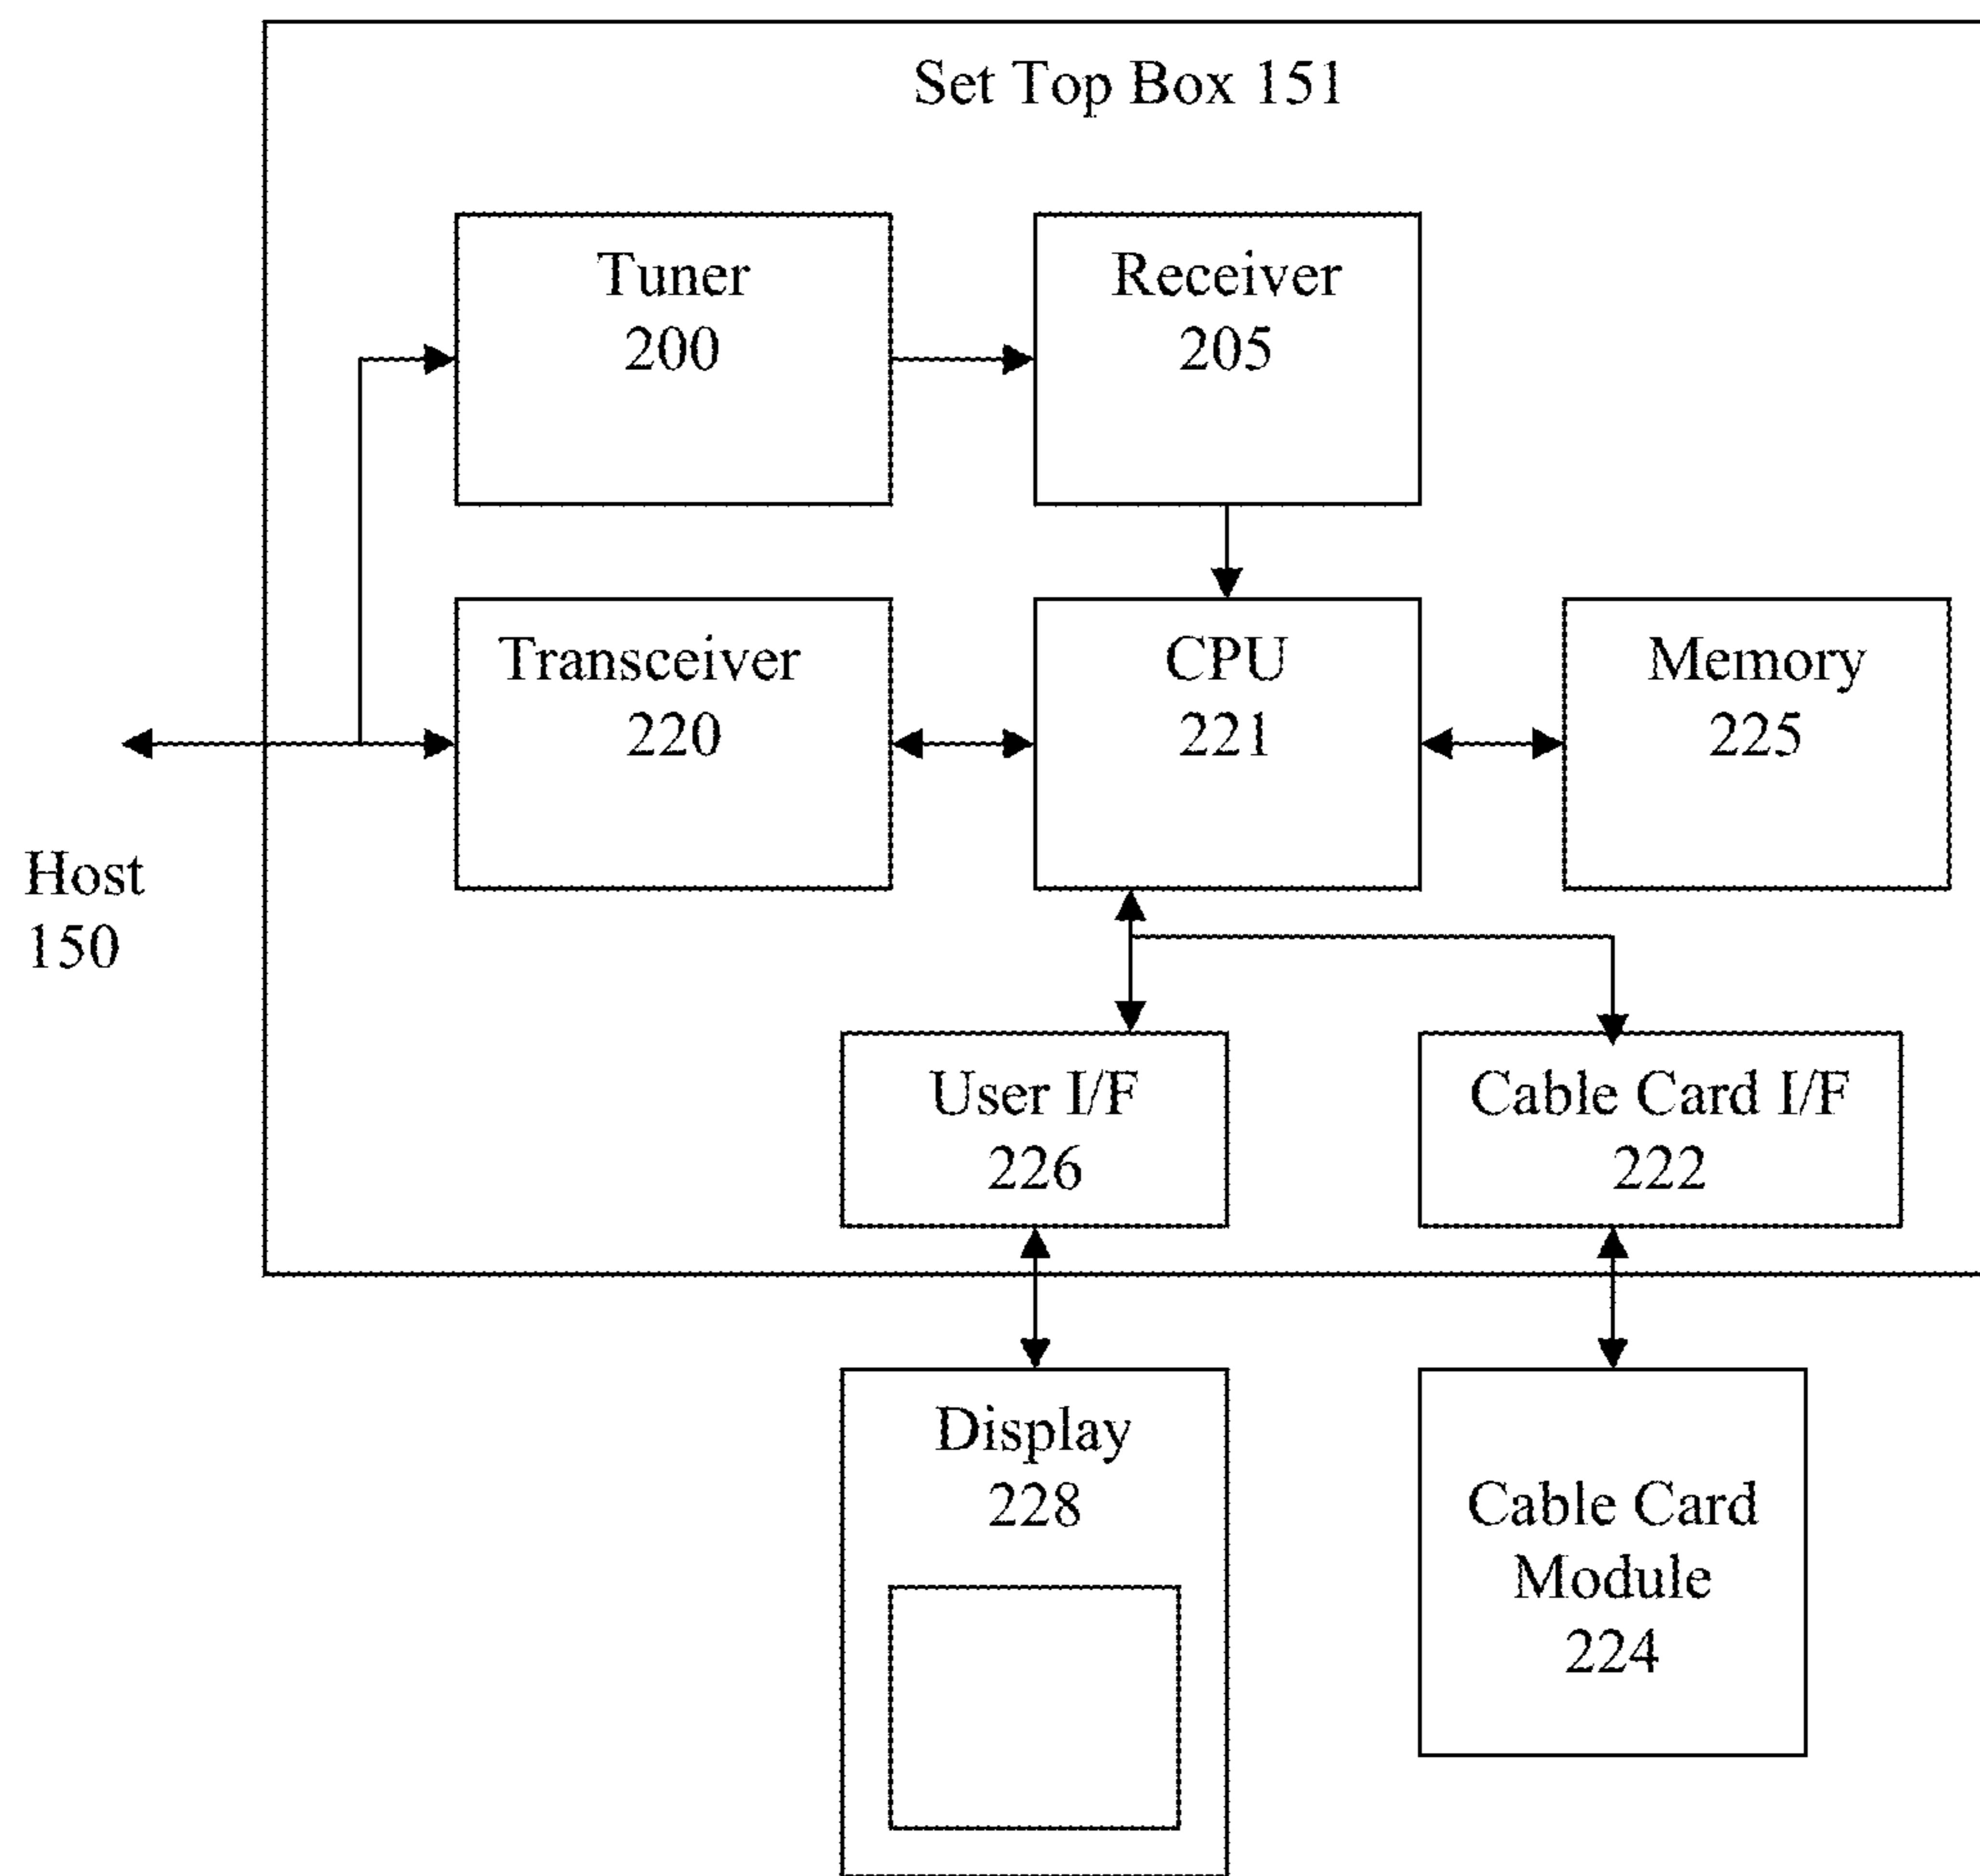 Set Top Box 151
Tuner
200
Receiver
205
Transceiver
220
CPU
221
Memory
225
Host
150
User I/F
226
Cable Card I/F
222
Display
228
Cable Card
Module
224